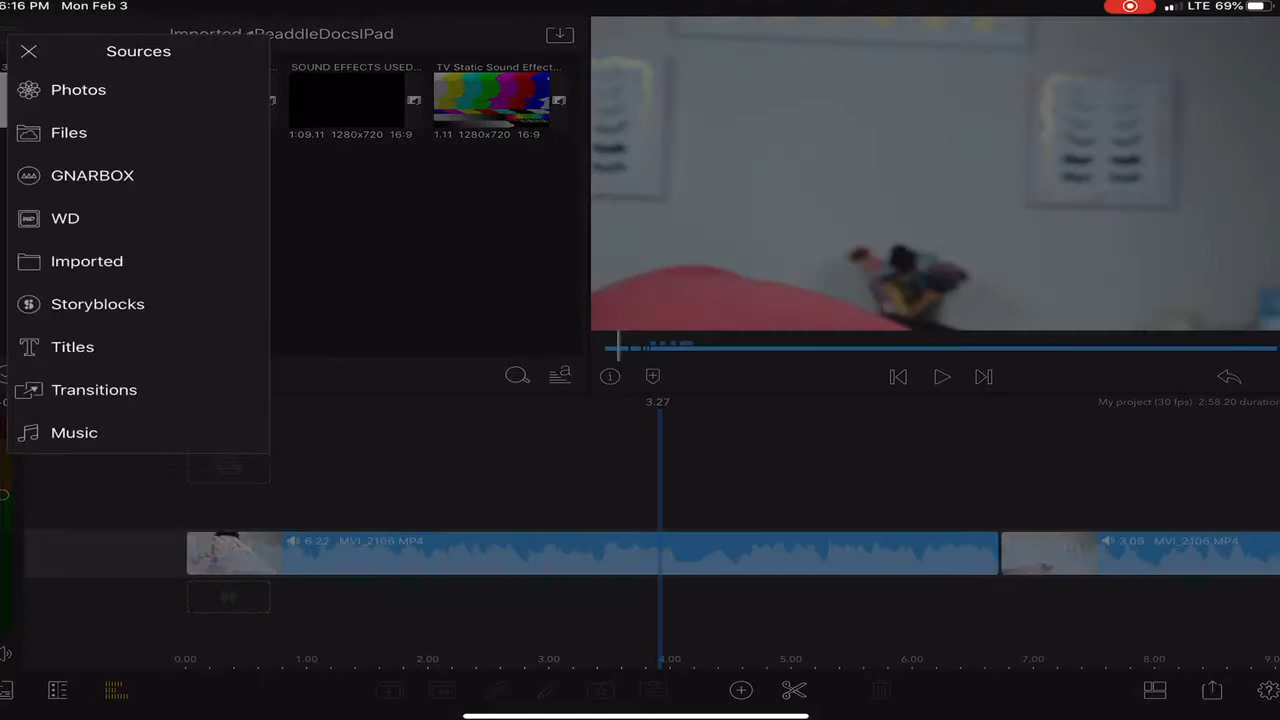 6:16 PM Mon Feb 3
LTE 69%
Sources
Photos
Files
GNARBOX
WD
Imported
Storyblocks
Titles
Transitions
Music
Imported ReaddleDocsIPad
SOUND EFFECTS USED...
1:09.11 1280x720 16:9
TV Static Sound Effect...
1.11 1280x720 16:9
3.27
My project (30 fps) 2:58.20 duration
6.22 MVI_2106.MP4
3.09 MVI_2106.MP4
0.00 1.00 2.00 3.00 4.00 5.00 6.00 7.00 8.00 9.0